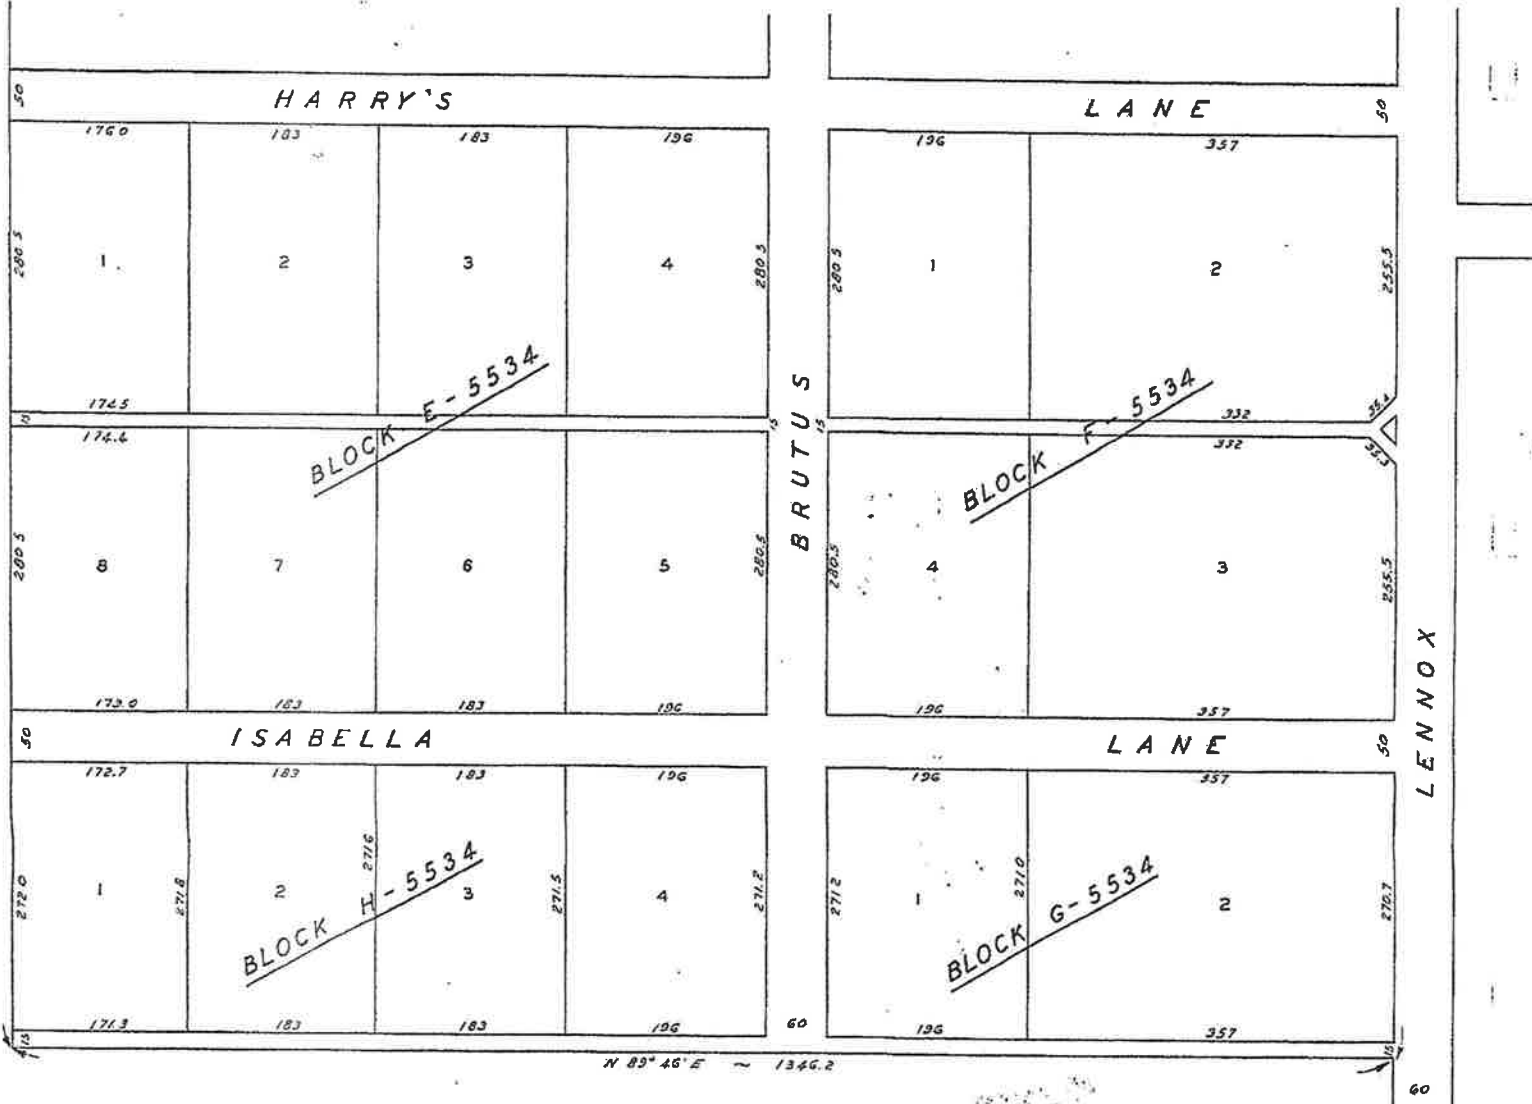 HARRY'S LANE
50 50
176.0 183 183 196 196 357
280.5 1 2 3 4 280.5 280.5 1 2 255.5
BLOCK E-5534
BLOCK F-5534
174.5 332 35.4
15 15 15
174.4 332 35.3
BRUTUS
280.5 8 7 6 5 280.5 280.5 4 3 255.5
173.0 183 183 196 196 357
ISABELLA LANE
50 50
LENNOX
172.7 183 183 196 196 357
272.0 1 271.8 2 271.6 3 271.5 4 271.2 271.2 1 271.0 2 270.7
BLOCK H-5534
BLOCK G-5534
171.3 183 183 196 60 196 357
15 15
N 89° 46' E ~ 1346.2
60